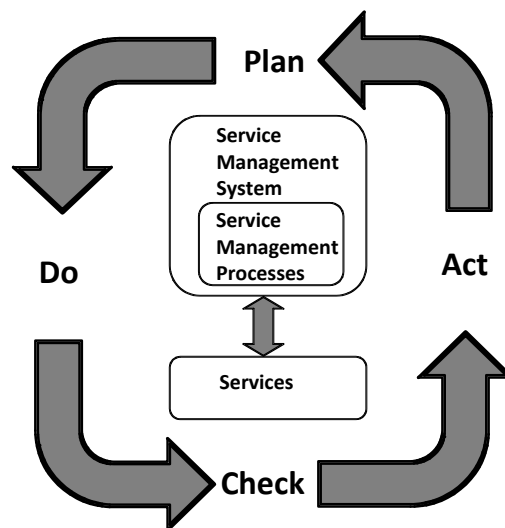 Plan
Service
Management
System
Service
Management
Processes
Do
Act
Services
Check